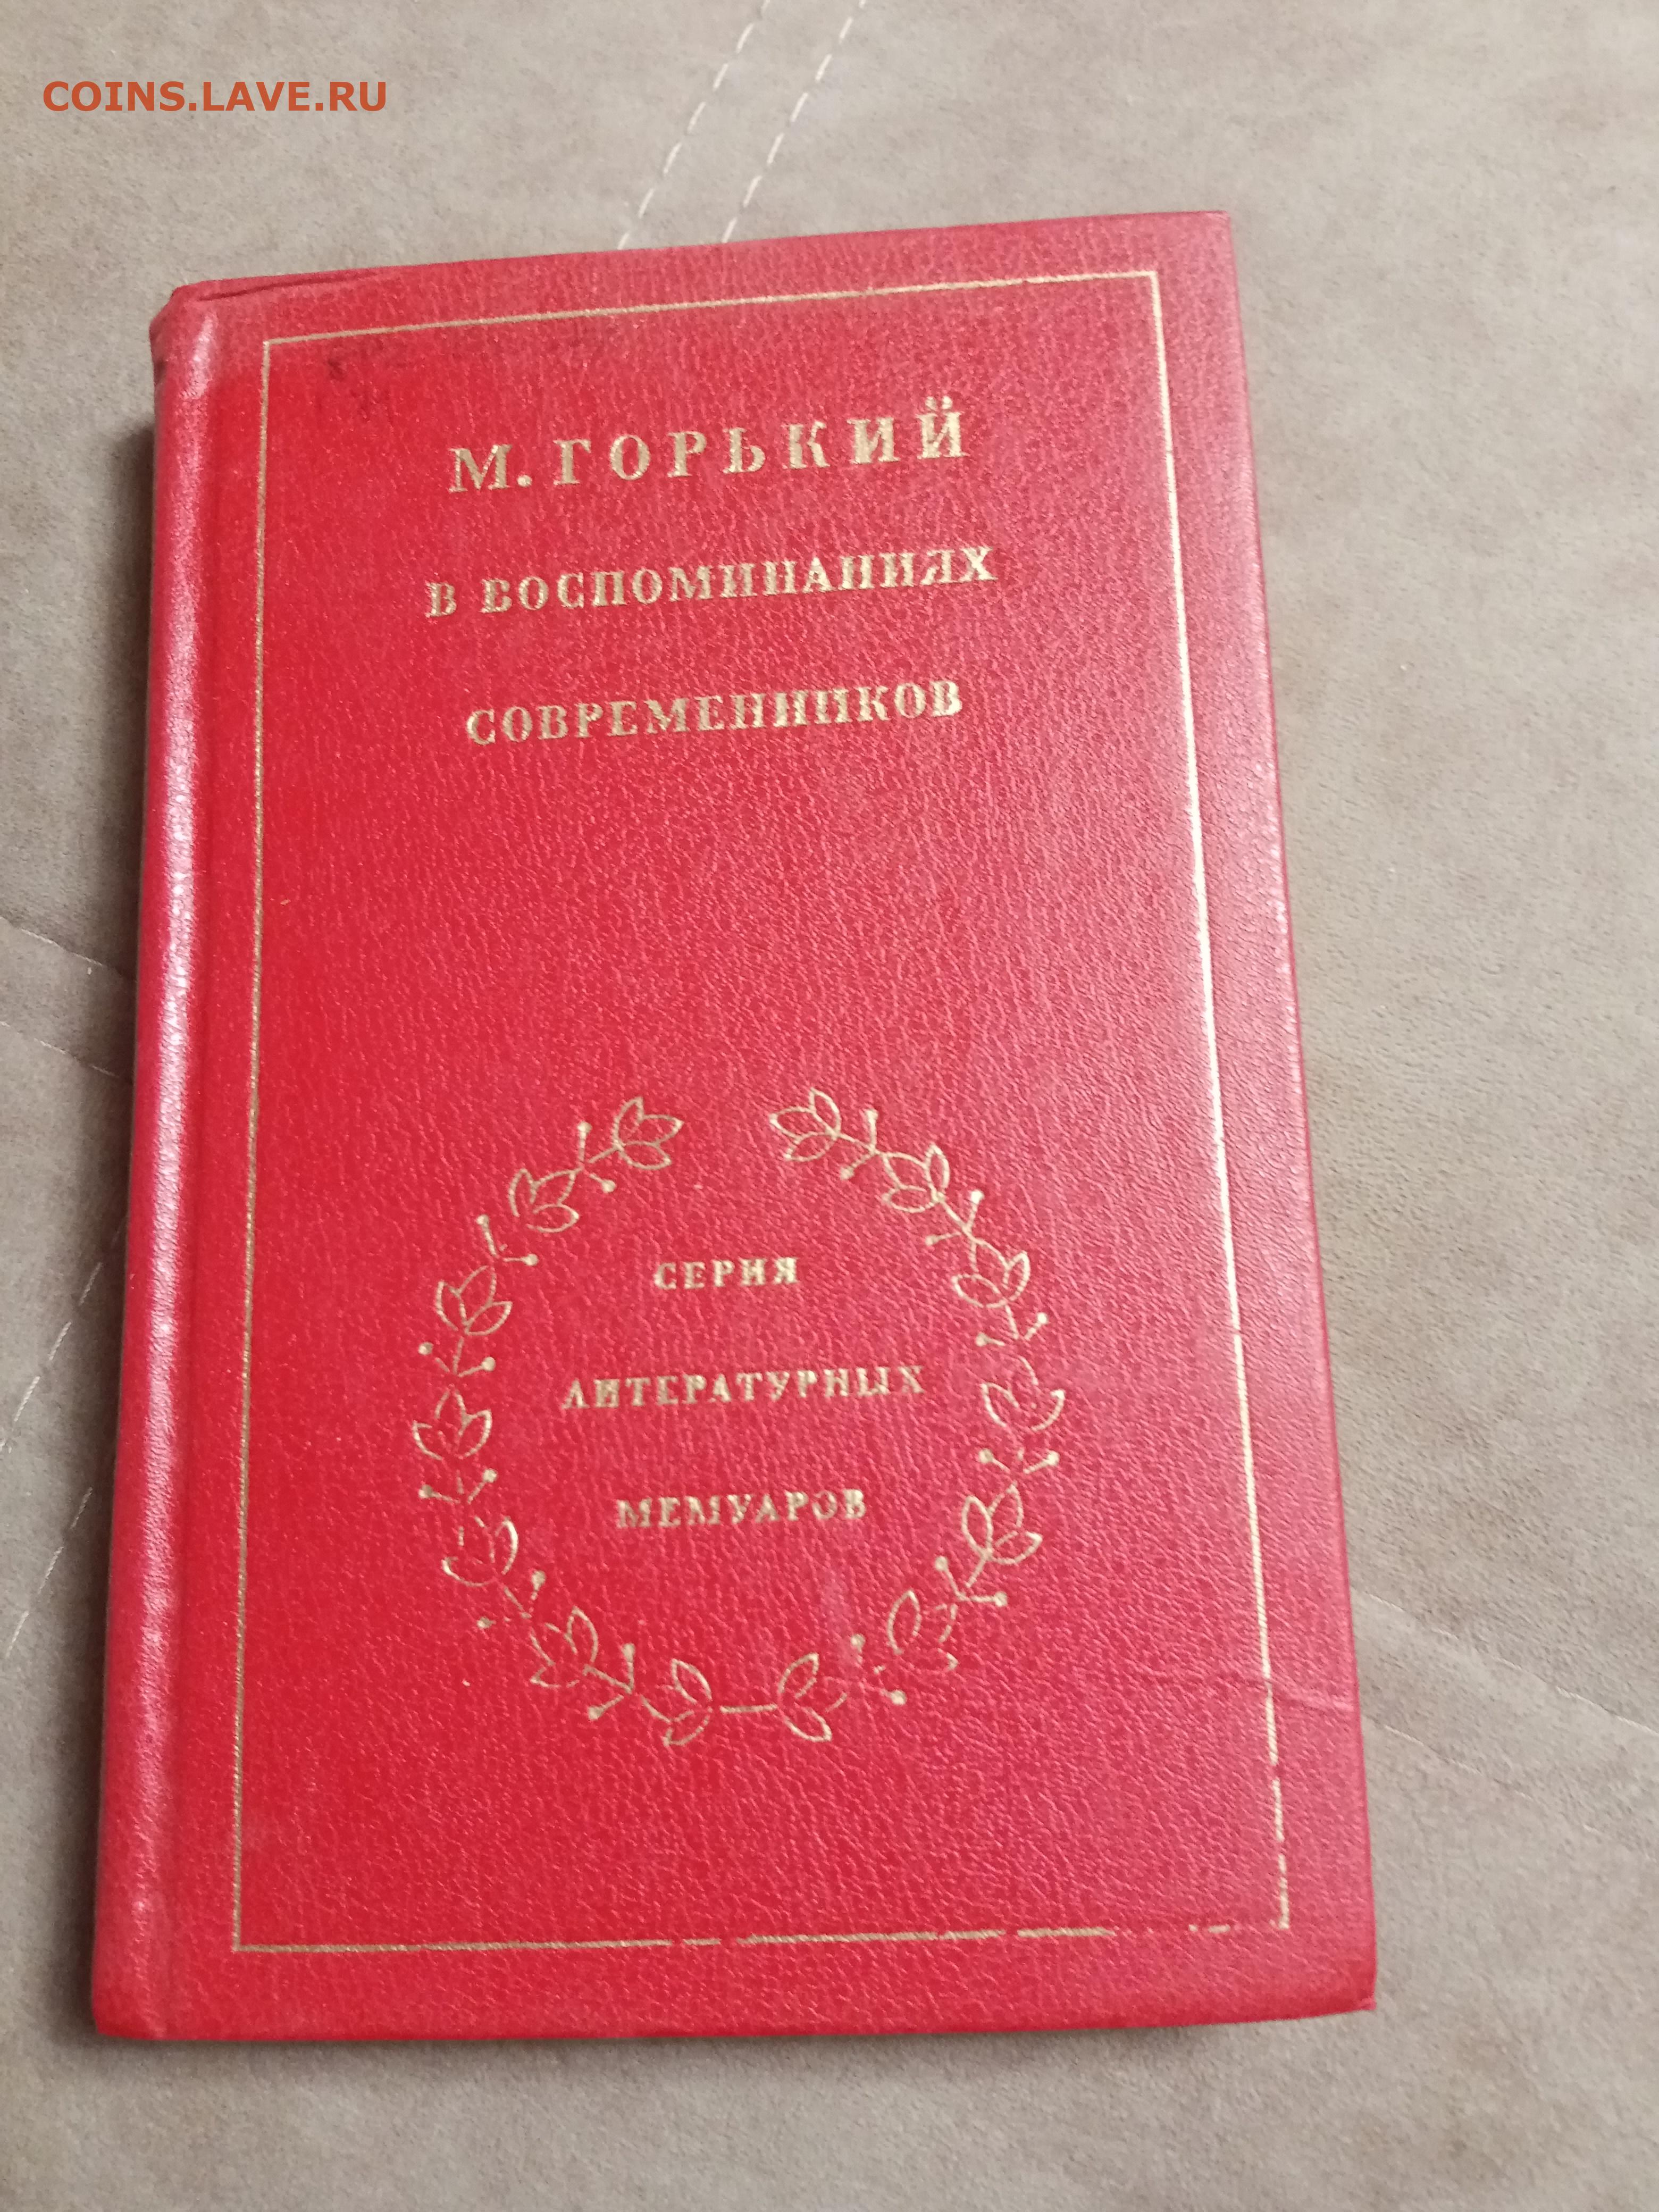 COINS.LAVE.RU
М. ГОРЬКИЙ
В ВОСПОМИНАНИЯХ
СОВРЕМЕННИКОВ
СЕРИЯ
ЛИТЕРАТУРНЫХ
МЕМУАРОВ